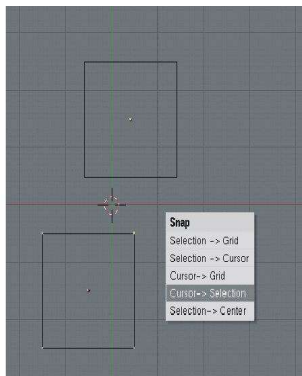 Snap
Selection -> Grid
Selection -> Cursor
Cursor-> Grid
Cursor-> Selection
Selection-> Center